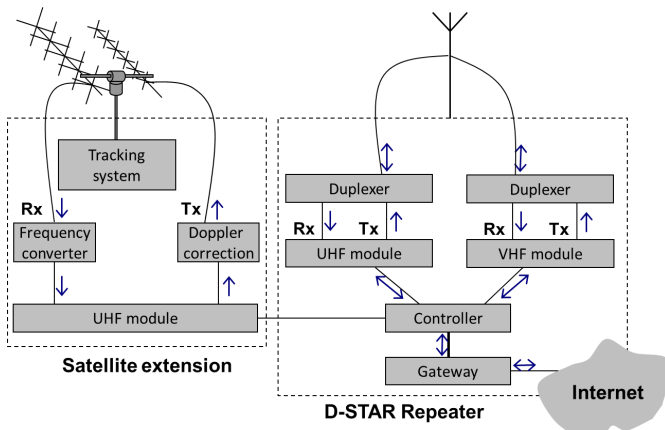 Tracking
system
Rx
Tx
Frequency
converter
Doppler
correction
UHF module
Satellite extension
Duplexer
Duplexer
Rx
Tx
Rx
Tx
UHF module
VHF module
Controller
Gateway
Internet
D-STAR Repeater